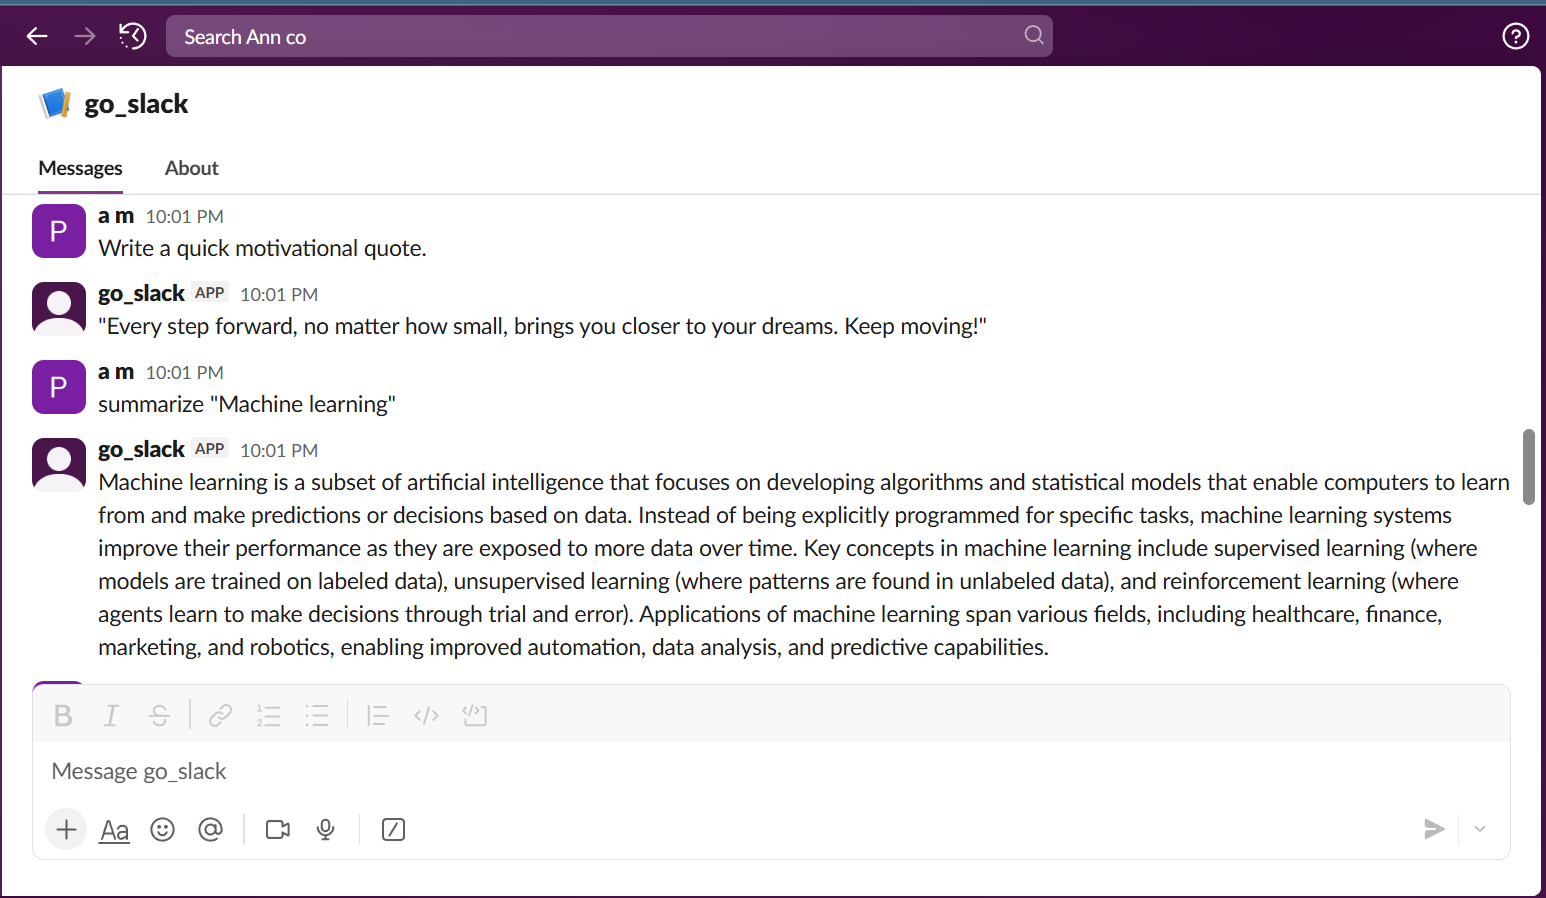 Search Ann co
go_slack
Messages About
P
a m 10:01 PM
Write a quick motivational quote.
go_slack APP 10:01 PM
"Every step forward, no matter how small, brings you closer to your dreams. Keep moving!"
P
a m 10:01 PM
summarize "Machine learning"
go_slack APP 10:01 PM
Machine learning is a subset of artificial intelligence that focuses on developing algorithms and statistical models that enable computers to learn
from and make predictions or decisions based on data. Instead of being explicitly programmed for specific tasks, machine learning systems
improve their performance as they are exposed to more data over time. Key concepts in machine learning include supervised learning (where
models are trained on labeled data), unsupervised learning (where patterns are found in unlabeled data), and reinforcement learning (where
agents learn to make decisions through trial and error). Applications of machine learning span various fields, including healthcare, finance,
marketing, and robotics, enabling improved automation, data analysis, and predictive capabilities.
B I S
Message go_slack
Aa